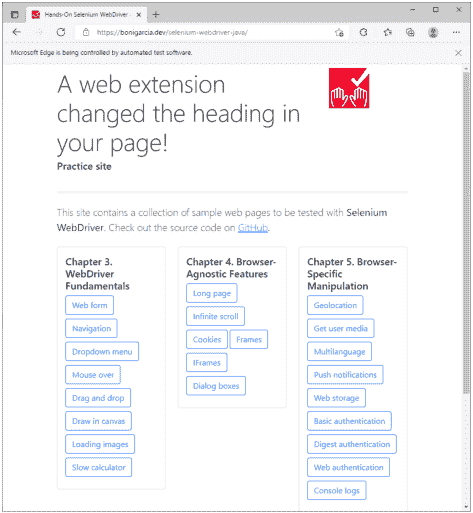 Hands-On Selenium WebDriver -
https://bonigarcia.dev/selenium-webdriver-java/
Microsoft Edge is being controlled by automated test software.
A web extension
changed the heading in
your page!
Practice site
This site contains a collection of sample web pages to be tested with Selenium
WebDriver. Check out the source code on GitHub.
Chapter 3.
WebDriver
Fundamentals
Web form
Navigation
Dropdown menu
Mouse over
Drag and drop
Draw in canvas
Loading images
Slow calculator
Chapter 4. Browser-
Agnostic Features
Long page
Infinite scroll
Cookies Frames
IFrames
Dialog boxes
Chapter 5. Browser-
Specific
Manipulation
Geolocation
Get user media
Multilanguage
Push notifications
Web storage
Basic authentication
Digest authentication
Web authentication
Console logs